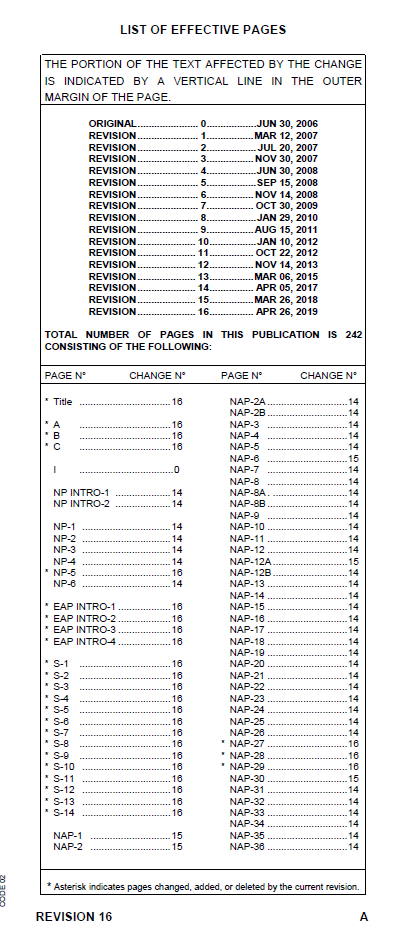 LIST OF EFFECTIVE PAGES
THE PORTION OF THE TEXT AFFECTED BY THE CHANGE
IS INDICATED BY A VERTICAL LINE IN THE OUTER
MARGIN OF THE PAGE.
ORIGINAL...................... 0..................JUN 30, 2006
REVISION...................... 1..................MAR 12, 2007
REVISION...................... 2..................JUL 20, 2007
REVISION...................... 3..................NOV 30, 2007
REVISION...................... 4..................JUN 30, 2008
REVISION...................... 5..................SEP 15, 2008
REVISION...................... 6..................NOV 14, 2008
REVISION...................... 7..................OCT 30, 2009
REVISION...................... 8..................JAN 29, 2010
REVISION...................... 9..................AUG 15, 2011
REVISION...................... 10.................JAN 10, 2012
REVISION...................... 11.................OCT 22, 2012
REVISION...................... 12.................NOV 14, 2013
REVISION...................... 13.................MAR 06, 2015
REVISION...................... 14.................APR 05, 2017
REVISION...................... 15.................MAR 26, 2018
REVISION...................... 16.................APR 26, 2019
TOTAL NUMBER OF PAGES IN THIS PUBLICATION IS 242
CONSISTING OF THE FOLLOWING:
PAGE N° CHANGE N°
* Title ................................16
* A ................................16
* B ................................16
* C ................................16
I ................................0
NP INTRO-1 ...................14
NP INTRO-2 ...................14
NP-1 ................................14
NP-2 ................................14
NP-3 ................................14
NP-4 ................................14
* NP-5 ................................16
NP-6 ................................14
* EAP INTRO-1 ...................16
* EAP INTRO-2 ...................16
* EAP INTRO-3 ...................16
* EAP INTRO-4 ...................16
* S-1 ................................16
* S-2 ................................16
* S-3 ................................16
* S-4 ................................16
* S-5 ................................16
* S-6 ................................16
* S-7 ................................16
* S-8 ................................16
* S-9 ................................16
* S-10 ................................16
* S-11 ................................16
* S-12 ................................16
* S-13 ................................16
* S-14 ................................16
NAP-1 ............................15
NAP-2 ............................15
PAGE N° CHANGE N°
NAP-2A ............................14
NAP-2B ............................14
NAP-3 ............................14
NAP-4 ............................14
NAP-5 ............................14
NAP-6 ............................15
NAP-7 ............................14
NAP-8 ............................14
NAP-8A ............................14
NAP-8B ............................14
NAP-9 ............................14
NAP-10 ............................14
NAP-11 ............................14
NAP-12 ............................14
NAP-12A ............................15
NAP-12B ............................14
NAP-13 ............................14
NAP-14 ............................14
NAP-15 ............................14
NAP-16 ............................14
NAP-17 ............................14
NAP-18 ............................14
NAP-19 ............................14
NAP-20 ............................14
NAP-21 ............................14
NAP-22 ............................14
NAP-23 ............................14
NAP-24 ............................14
NAP-25 ............................14
NAP-26 ............................14
* NAP-27 ............................16
* NAP-28 ............................16
* NAP-29 ............................16
NAP-30 ............................15
NAP-31 ............................14
NAP-32 ............................14
NAP-33 ............................14
NAP-34 ............................14
NAP-35 ............................14
NAP-36 ............................14
* Asterisk indicates pages changed, added, or deleted by the current revision.
CODE 02
REVISION 16 A